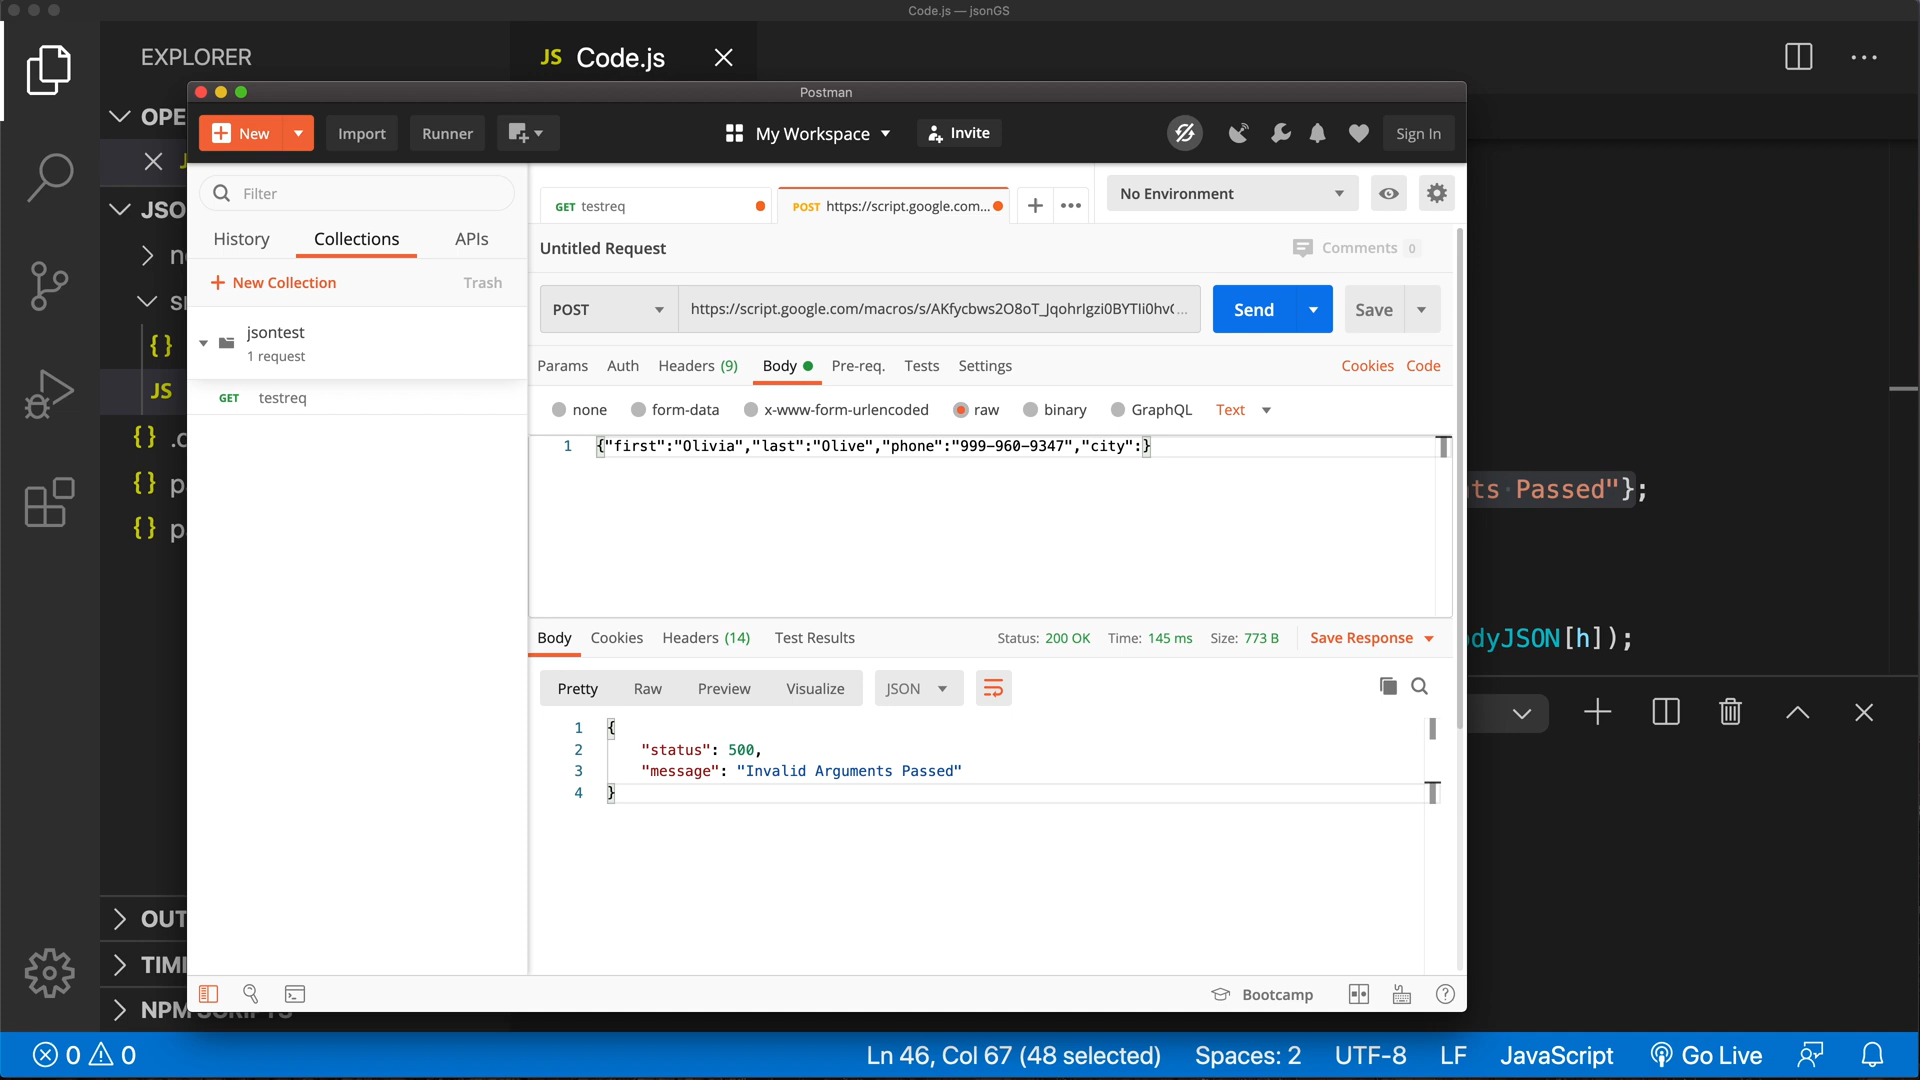 Code.js — jsonGS
EXPLORER
JS Code.js
OPE
JSO
JS
Postman
New
Import
Runner
My Workspace
Invite
Sign In
Filter
History
Collections
APIs
New Collection
Trash
jsontest
1 request
GET testreq
GET testreq
POST https://script.google.com...
No Environment
Untitled Request
Comments 0
POST
https://script.google.com/macros/s/AKfycbws2O8oT_JqohrIgzi0BYTIi0hv(...
Send
Save
Params
Auth
Headers (9)
Body
Pre-req.
Tests
Settings
Cookies
Code
none
form-data
x-www-form-urlencoded
raw
binary
GraphQL
Text
1 {"first":"Olivia","last":"Olive","phone":"999-960-9347","city":}
ts Passed"};
dyJSON[h]);
Body
Cookies
Headers (14)
Test Results
Status: 200 OK
Time: 145 ms
Size: 773 B
Save Response
Pretty
Raw
Preview
Visualize
JSON
1 {
2 "status": 500,
3 "message": "Invalid Arguments Passed"
4 }
OUT
TIMI
NPM SCRIPTS
Bootcamp
0
0
Ln 46, Col 67 (48 selected)
Spaces: 2
UTF-8
LF
JavaScript
Go Live